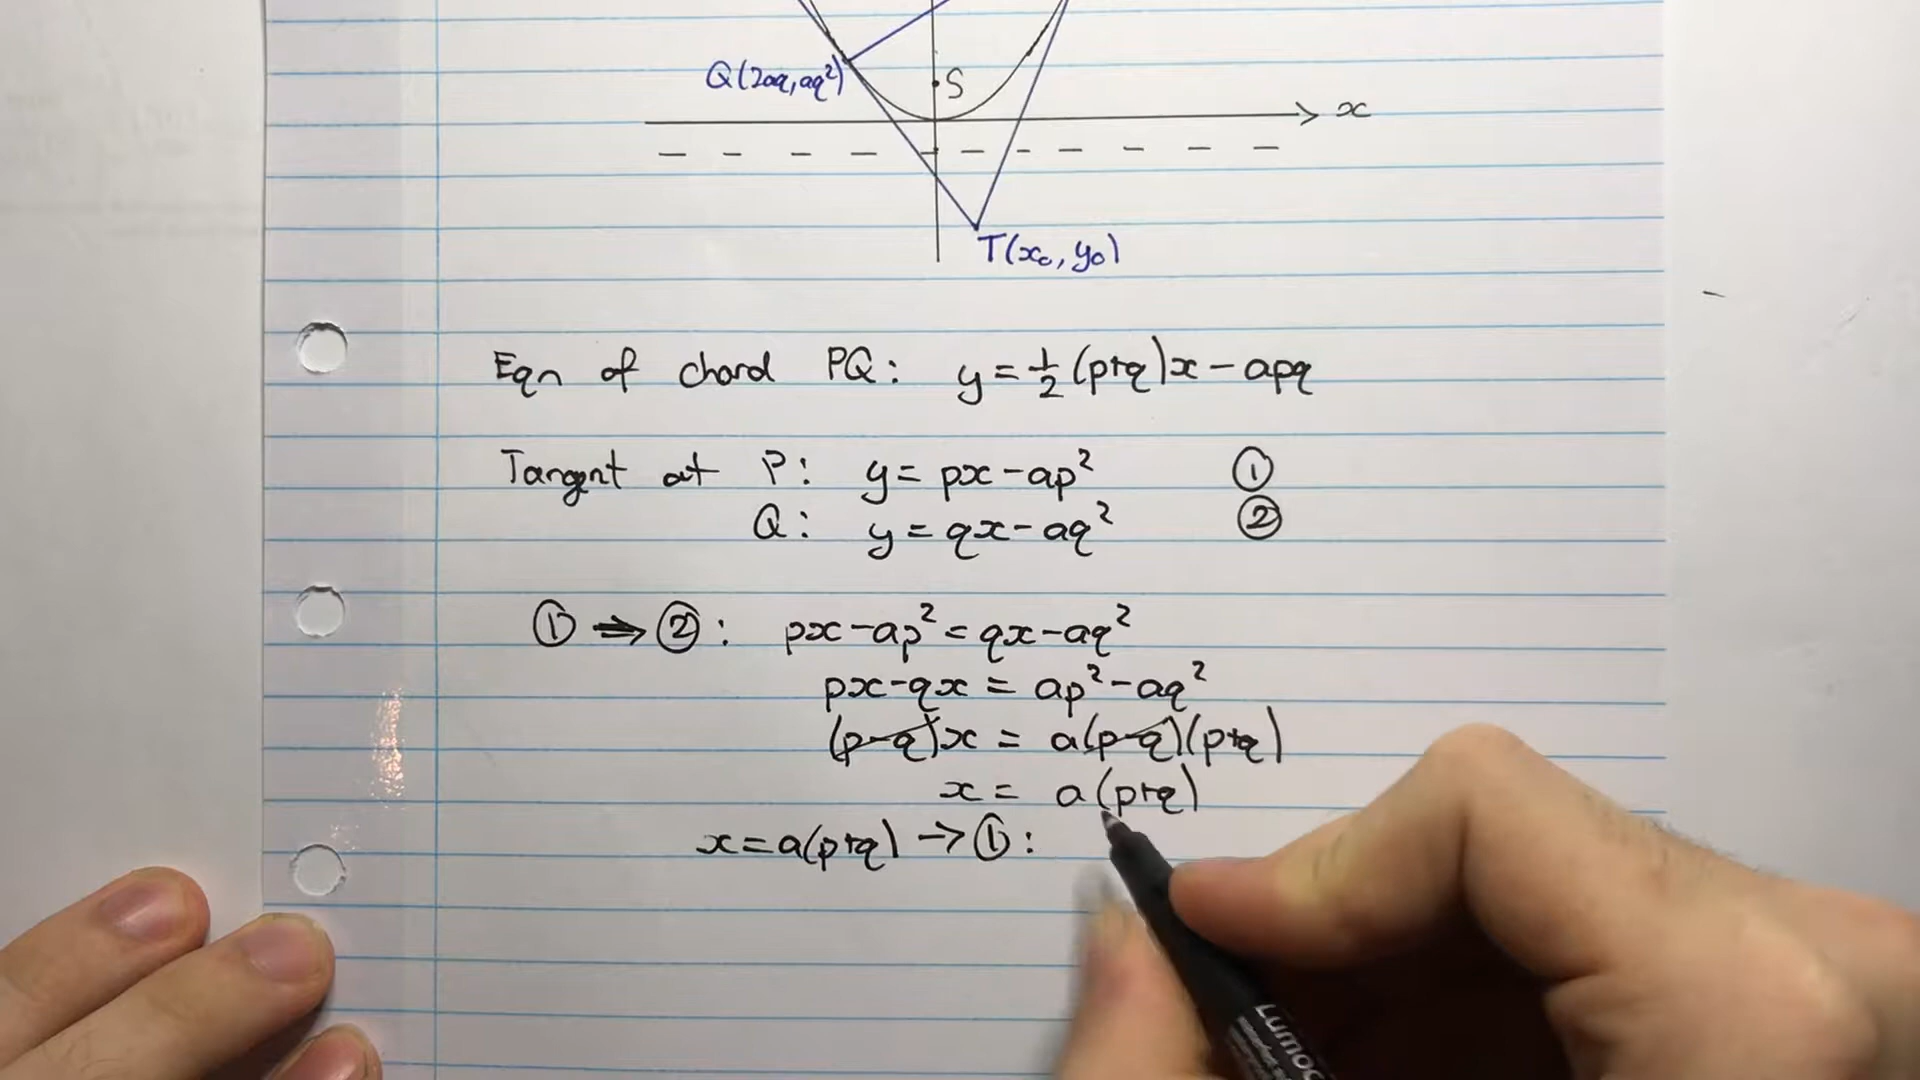 Q(2aq, aq²)
S
x
T(x₀, y₀)
Eqn of chord PQ: y = ½(p+q)x - apq
Tangent at P: y = px - ap² ①
Q: y = qx - aq² ②
① → ②: px - ap² = qx - aq²
px - qx = ap² - aq²
(p-q)x = a(p-q)(p+q)
x = a(p+q)
x = a(p+q) → ①: